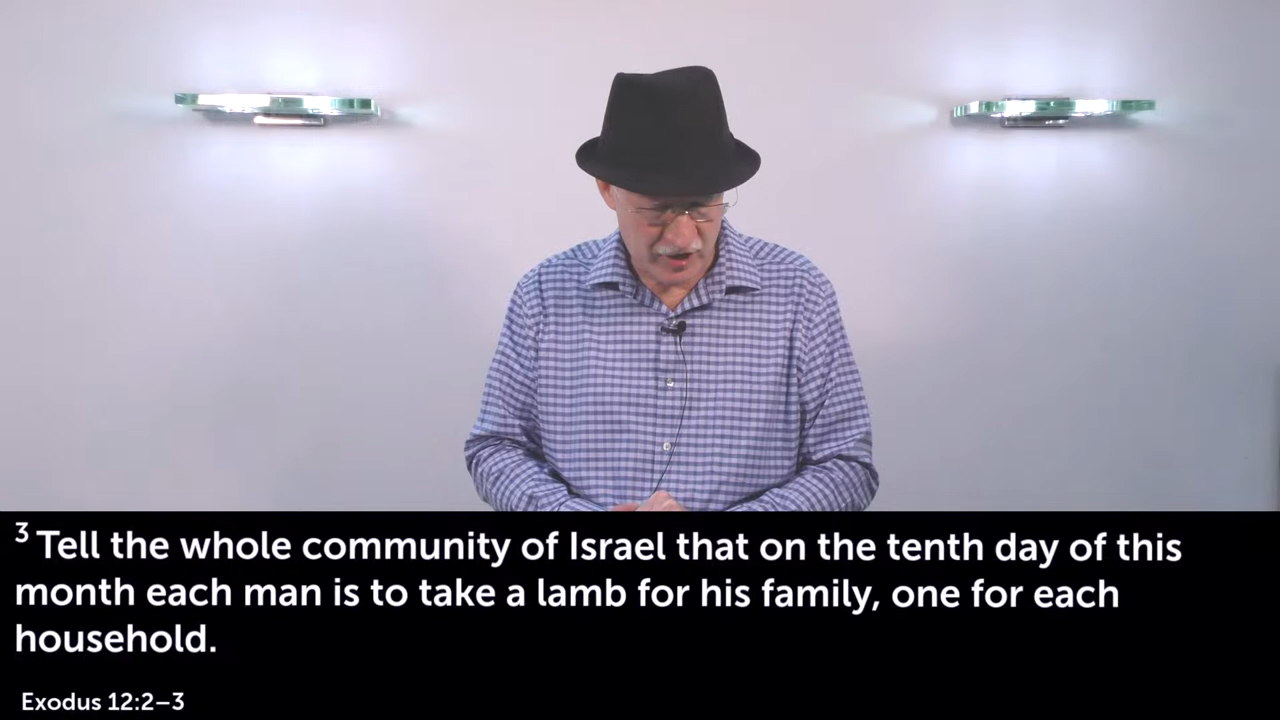 3 Tell the whole community of Israel that on the tenth day of this
month each man is to take a lamb for his family, one for each
household.
Exodus 12:2–3